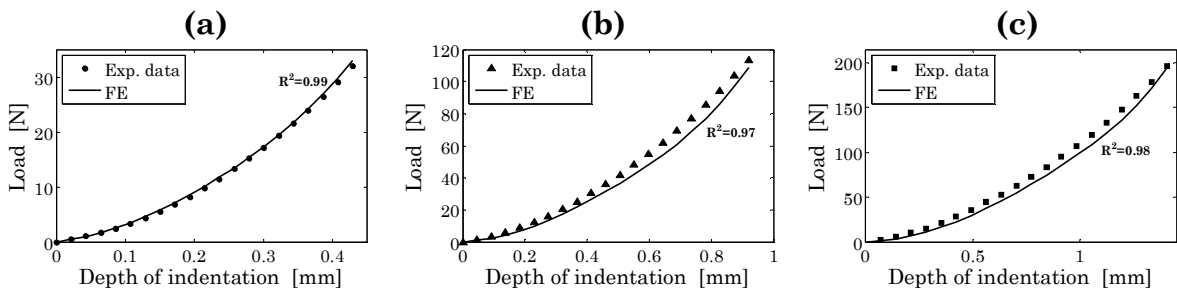 (a)
(b)
(c)
Load [N]
30
20
10
0
Exp. data
FE
R²=0.99
0 0.1 0.2 0.3 0.4
Depth of indentation [mm]
Load [N]
120
100
80
60
40
20
0
Exp. data
FE
R²=0.97
0 0.2 0.4 0.6 0.8 1
Depth of indentation [mm]
Load [N]
200
150
100
50
0
Exp. data
FE
R²=0.98
0 0.5 1
Depth of indentation [mm]